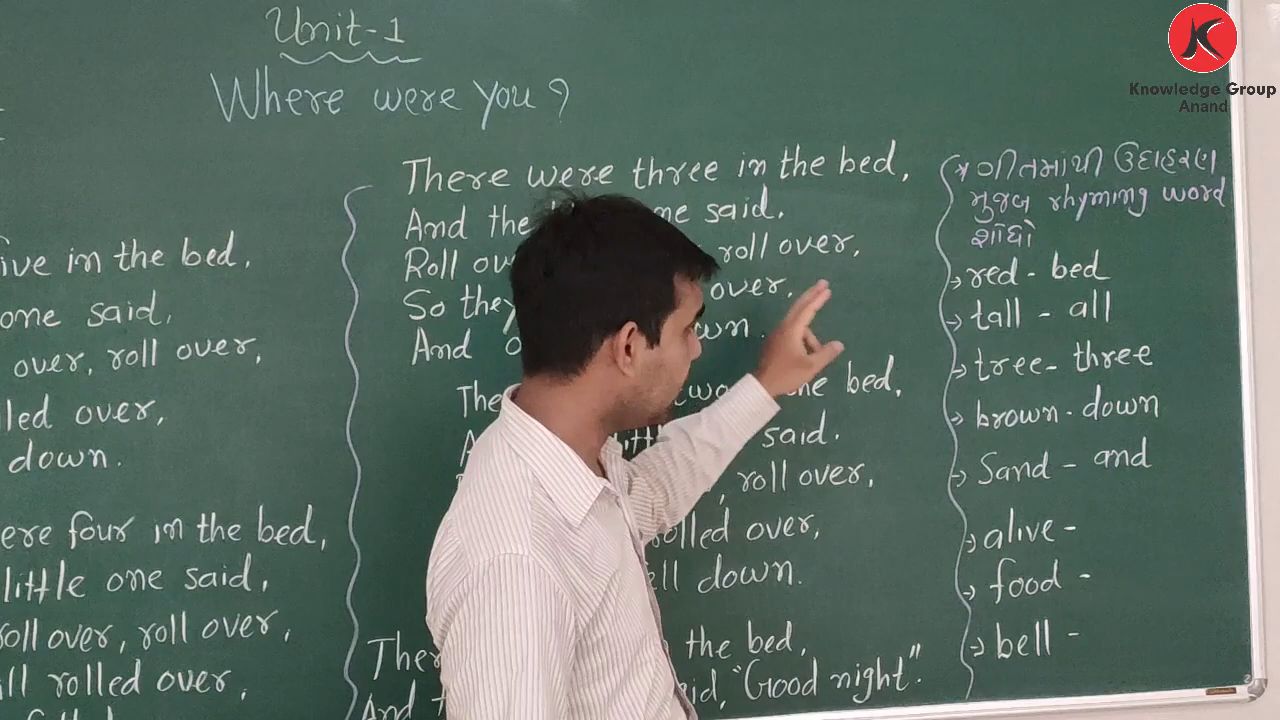 Unit-1
Where were you?
ive in the bed,
one said,
over, roll over,
led over,
down.
ere four in the bed,
little one said,
roll over, roll over,
ll rolled over,
There were three in the bed,
And the ne said.
Roll ov roll over,
So they over,
And o wn.
The the bed,
said.
, roll over,
olled over,
ell down.
Ther the bed,
And t id, "Good night".
* ગીતમાંથી ઉદાહરણ
મુજબ rhyming word
શોધો
→ red - bed
→ tall - all
→ tree - three
→ brown - down
→ Sand - and
→ alive -
→ food -
→ bell -
K
Knowledge Group
Anand